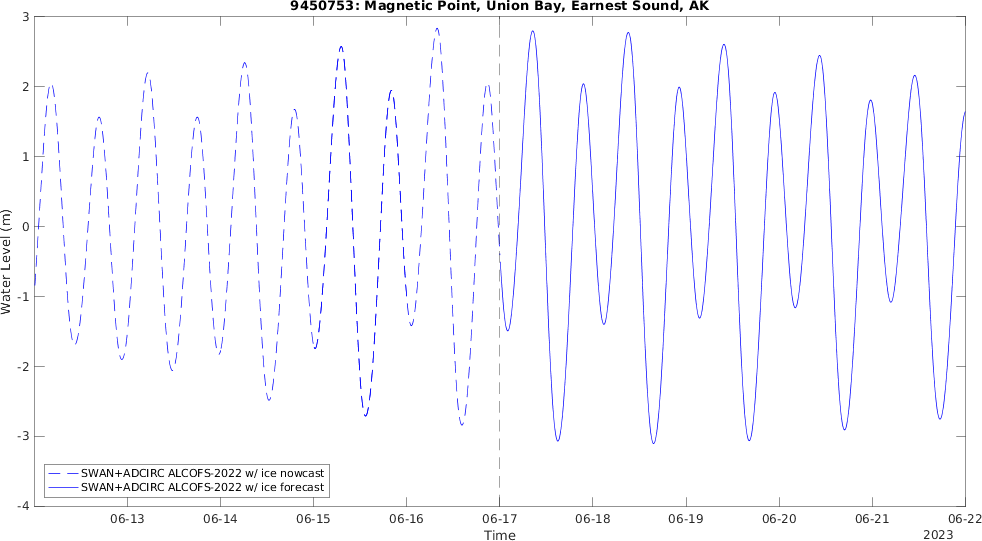 9450753: Magnetic Point, Union Bay, Earnest Sound, AK
3
2
1
0
-1
-2
-3
-4
Water Level (m)
SWAN+ADCIRC ALCOFS-2022 w/ ice nowcast
SWAN+ADCIRC ALCOFS-2022 w/ ice forecast
06-13 06-14 06-15 06-16 06-17 06-18 06-19 06-20 06-21 06-22
Time 2023